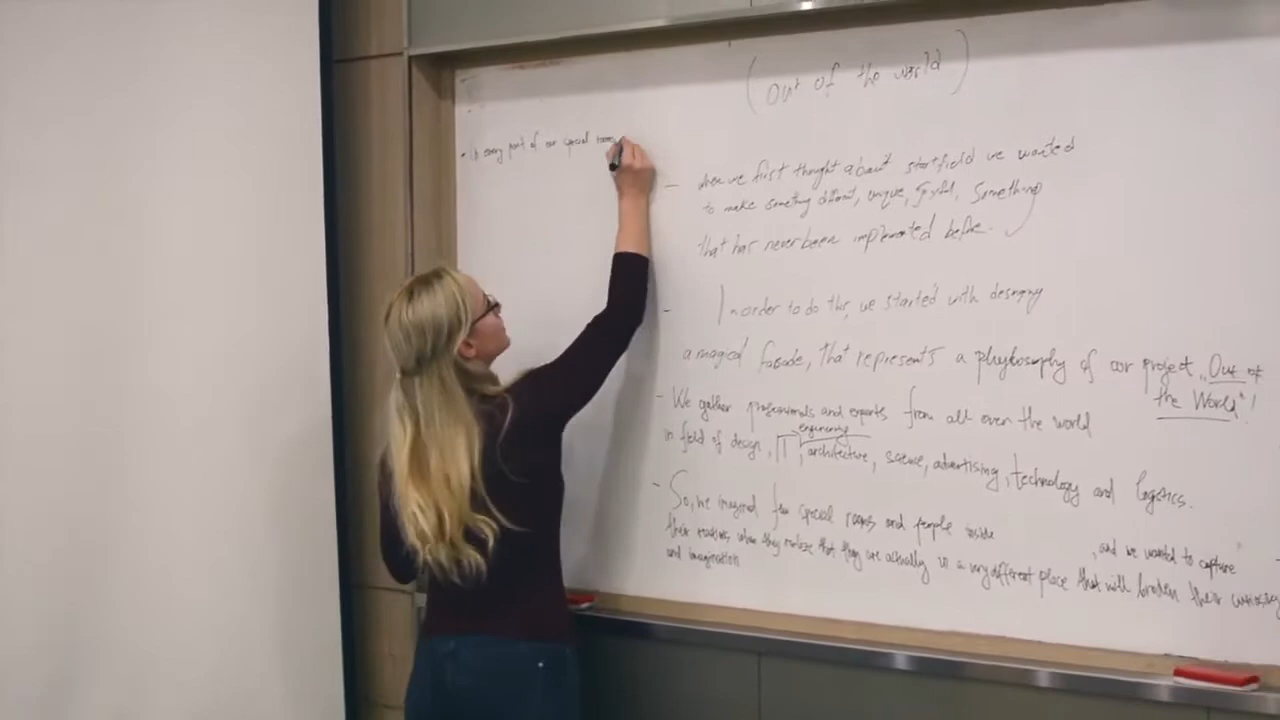 (out of the world)
• in every part of our special rooms
- when we first thought about starfield we wanted
to make something different, unique, joyful, something
that has never been implemented before.
- In order to do this, we started with designing
a magical fasade, that represents a phylosophy of our project „Out of
the World"!
- We gather professionals and experts from all over the world
engineering
in field of design, IT, architecture, science, advertising, technology and logistics.
- So, we imagined few special rooms and people inside
, and we wanted to capture
their reactions when they realize that they are actually in a very different place that will broaden their curiosity
and imagination